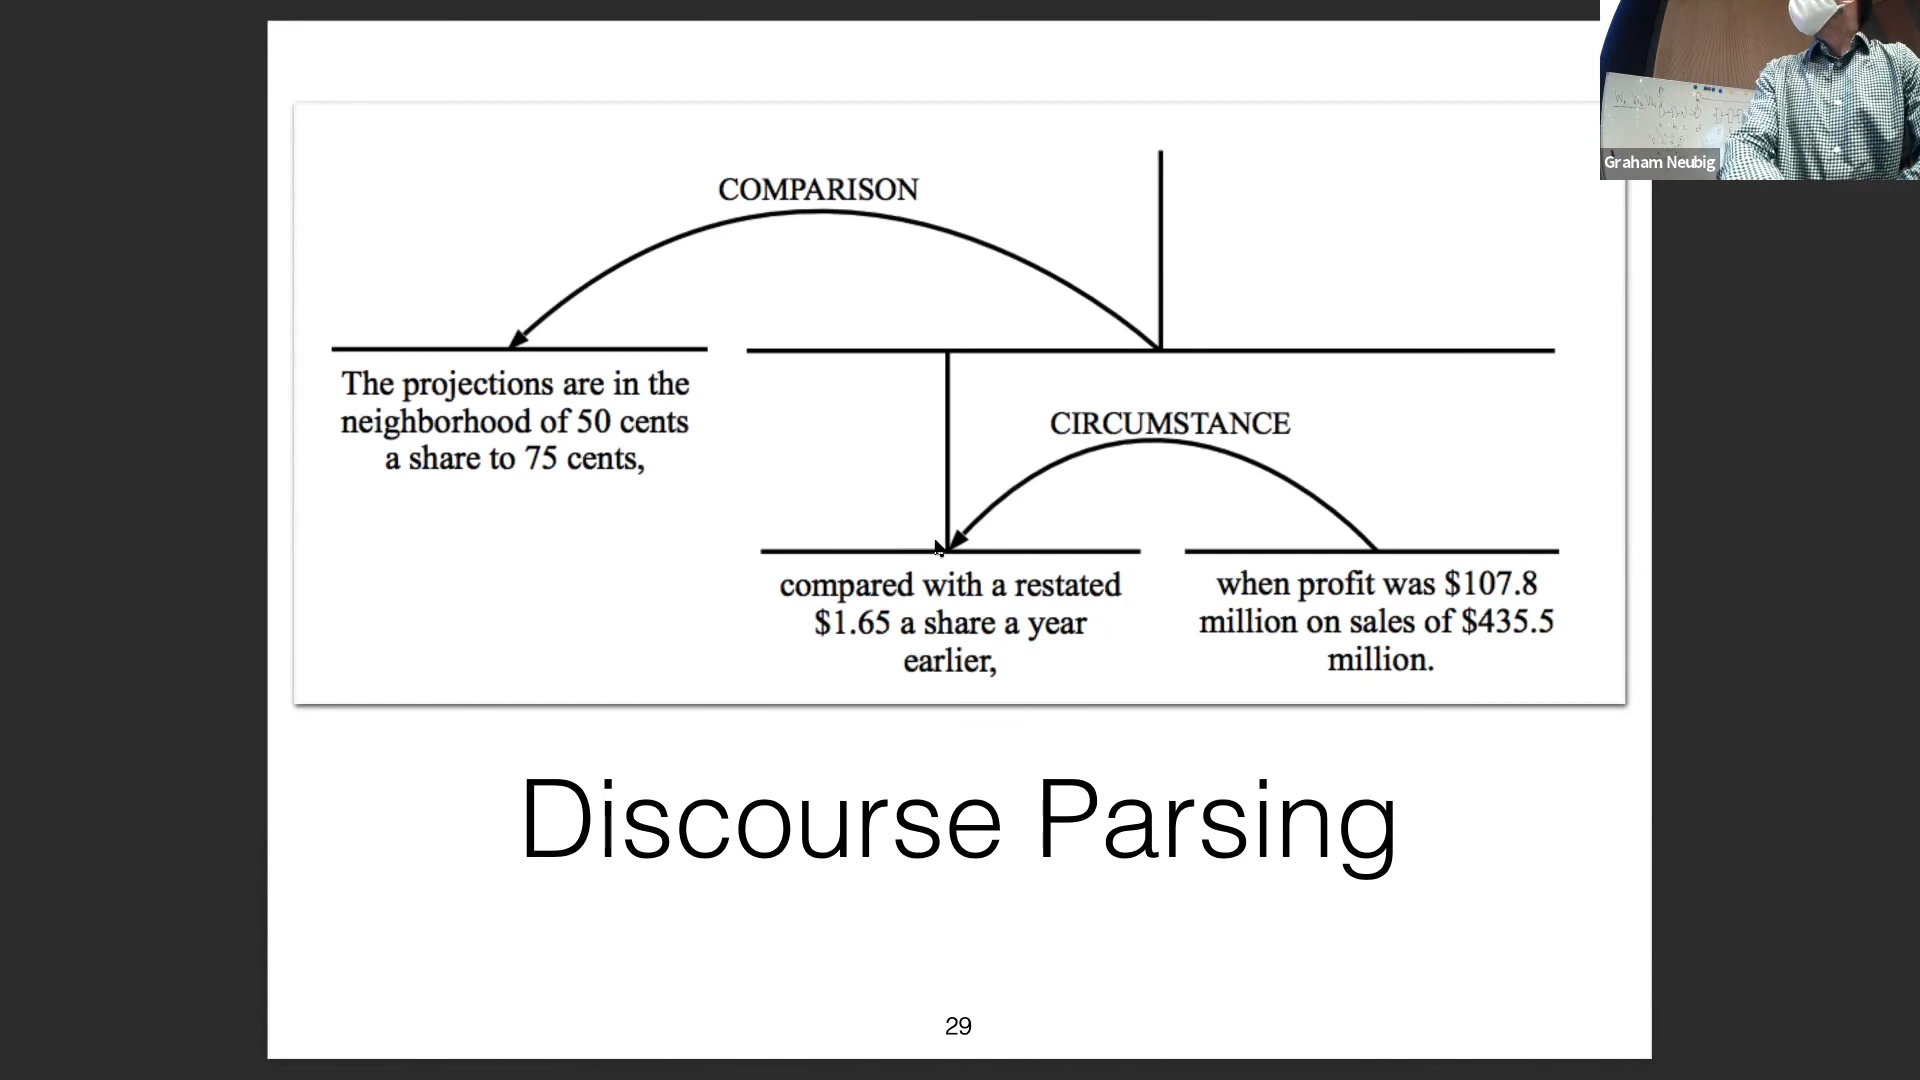 Graham Neubig
COMPARISON
The projections are in the
neighborhood of 50 cents
a share to 75 cents,
CIRCUMSTANCE
compared with a restated
$1.65 a share a year
earlier,
when profit was $107.8
million on sales of $435.5
million.
Discourse Parsing
29